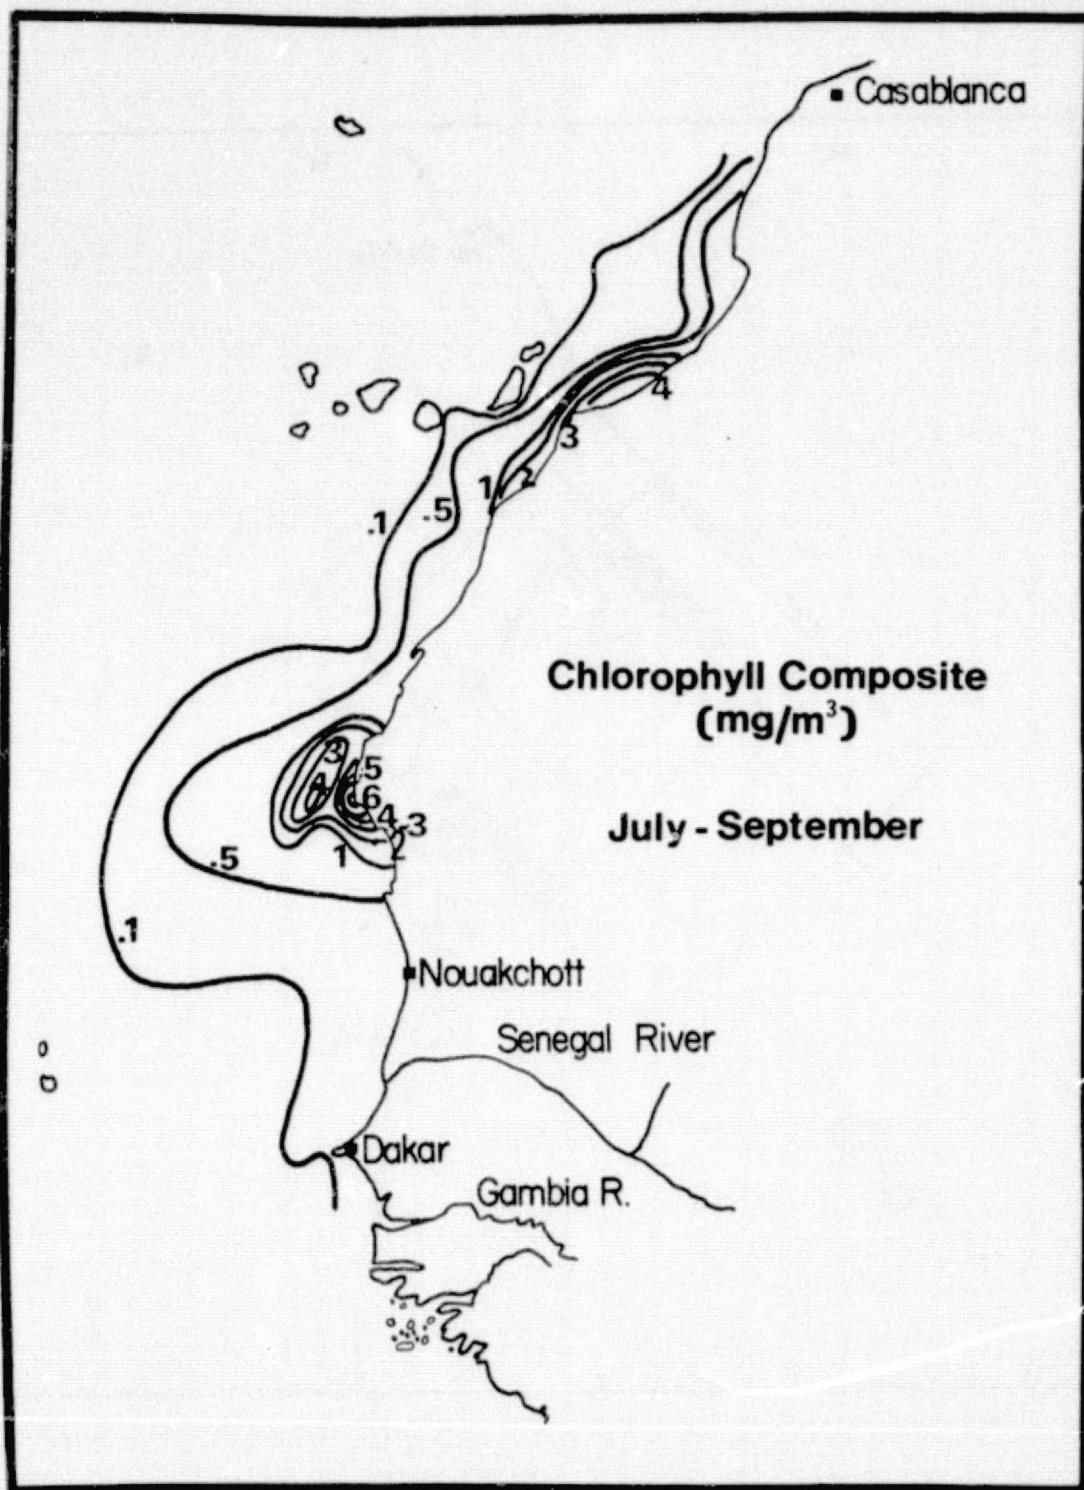 Casablanca
4
3
1 2
.1 .5
Chlorophyll Composite
(mg/m³)
July - September
3 .5
4 6
4 3
.5 1 2
.1
Nouakchott
Senegal River
Dakar
Gambia R.